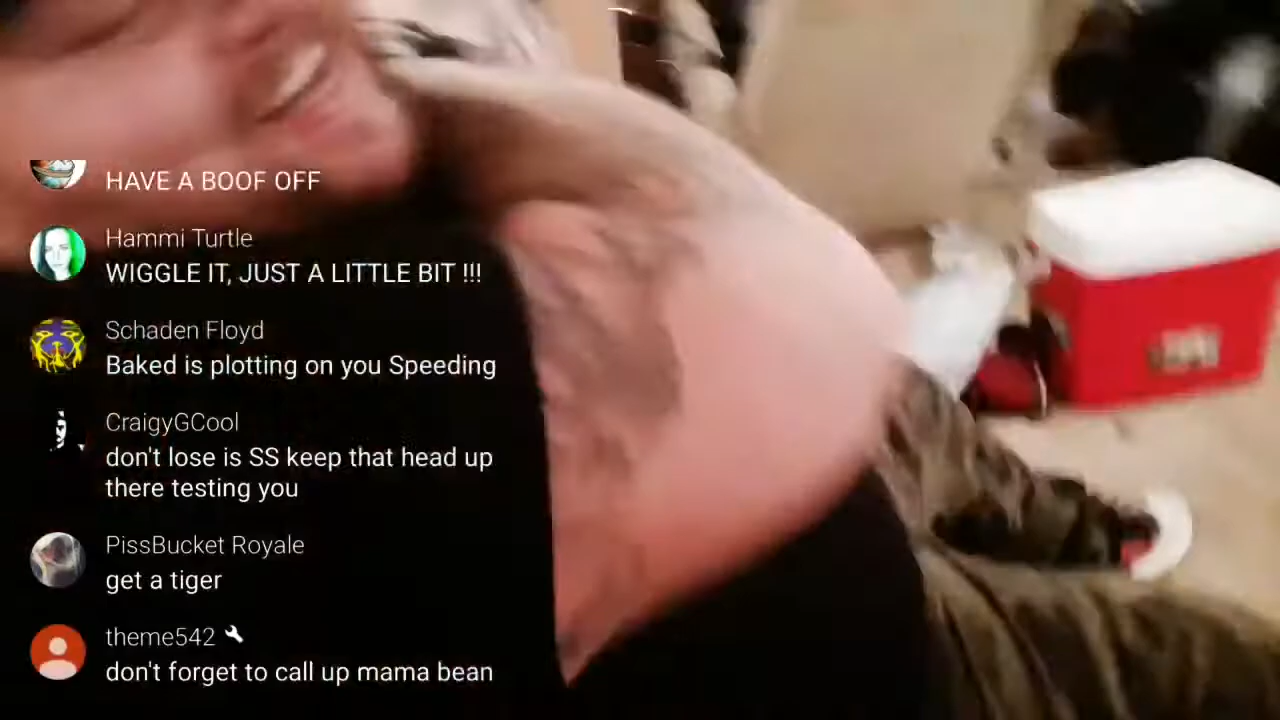 HAVE A BOOF OFF
Hammi Turtle
WIGGLE IT, JUST A LITTLE BIT !!!
Schaden Floyd
Baked is plotting on you Speeding
CraigyGCool
don't lose is SS keep that head up
there testing you
PissBucket Royale
get a tiger
theme542
don't forget to call up mama bean